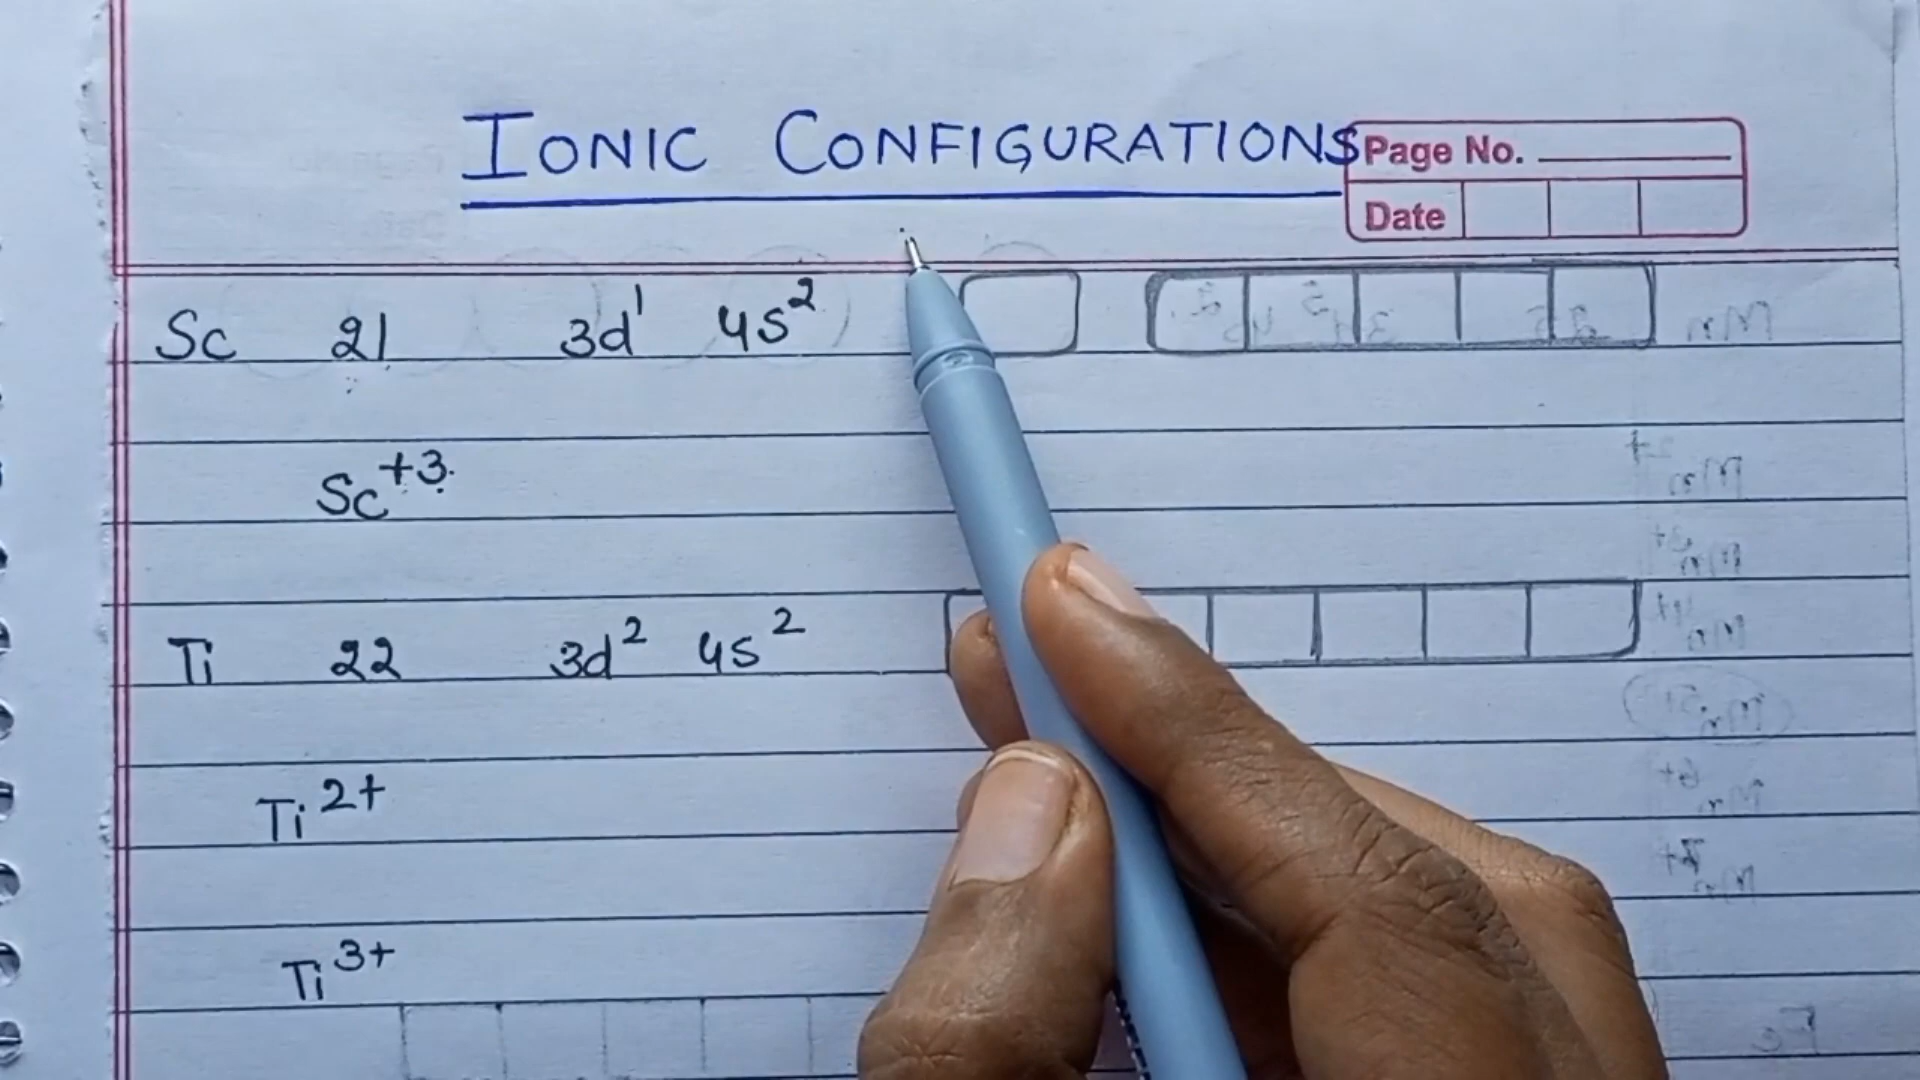 IONIC CONFIGURATIONS
Page No.
Date
Sc 21 3d¹ 4s²
Sc⁺³
Ti 22 3d² 4s²
Ti²⁺
Ti³⁺